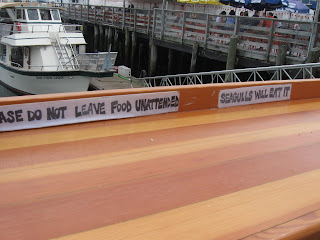 ASE DO NOT LEAVE FOOD UNATTENDED
SEAGULLS WILL EAT IT